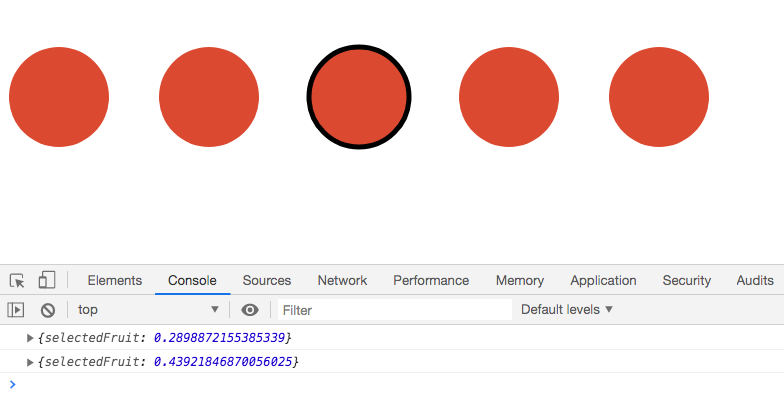 Elements Console Sources Network Performance Memory Application Security Audits
top Filter Default levels
{selectedFruit: 0.2898872155385339}
{selectedFruit: 0.43921846870056025}